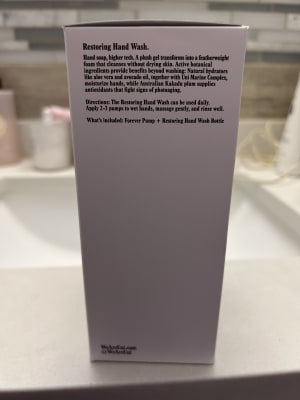 Restoring Hand Wash.
Hand soap, higher tech. A plush gel transforms into a featherweight
foam that cleanses without drying skin. Active botanical
ingredients provide benefits beyond washing: Natural hydrators
like aloe vera and avocado oil, together with Uni Marine Complex,
moisturize hands, while Australian Kakadu plum supplies
antioxidants that fight signs of photoaging.
Directions: The Restoring Hand Wash can be used daily.
Apply 2-3 pumps to wet hands, massage gently, and rinse well.
What's included: Forever Pump + Restoring Hand Wash Bottle
WeAreUni.com
@WeAreUni